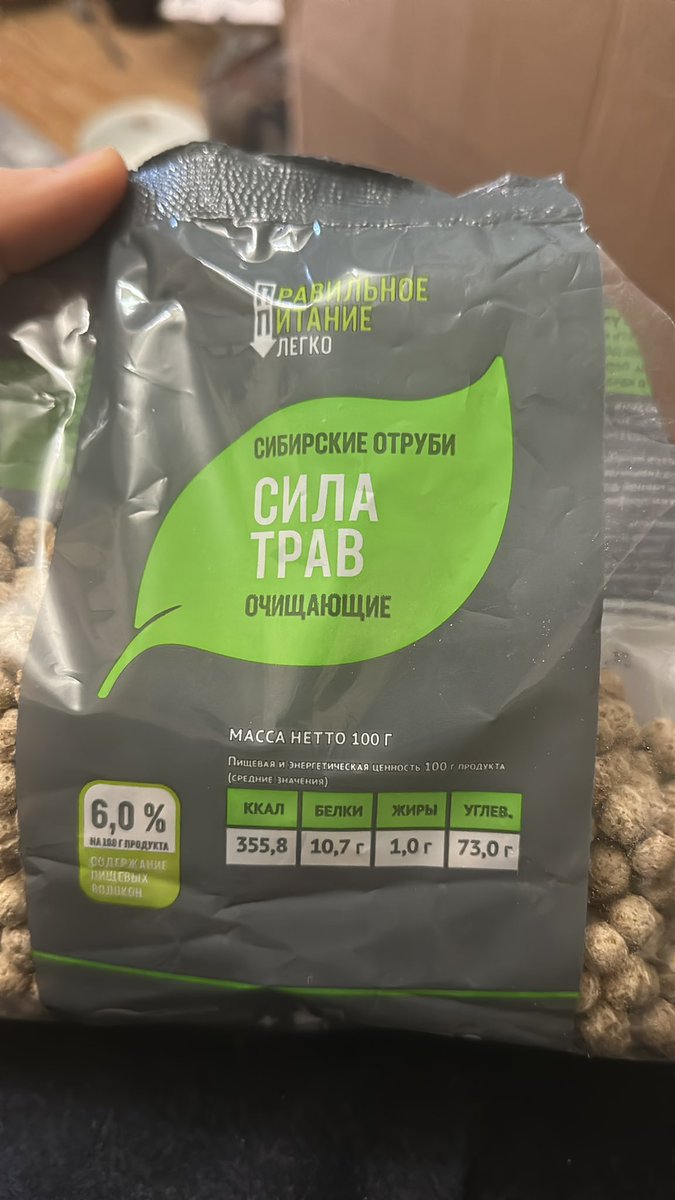 ПРАВИЛЬНОЕ
ПИТАНИЕ
ЛЕГКО
СИБИРСКИЕ ОТРУБИ
СИЛА
ТРАВ
ОЧИЩАЮЩИЕ
МАССА НЕТТО 100 Г
ПИЩЕВАЯ И ЭНЕРГЕТИЧЕСКАЯ ЦЕННОСТЬ 100 Г ПРОДУКТА
(СРЕДНИЕ ЗНАЧЕНИЯ)
ККАЛ БЕЛКИ ЖИРЫ УГЛЕВ.
355,8 10,7 г 1,0 г 73,0 г
6,0 %
НА 100 Г ПРОДУКТА
СОДЕРЖАНИЕ
ПИЩЕВЫХ
ВОЛОКОН